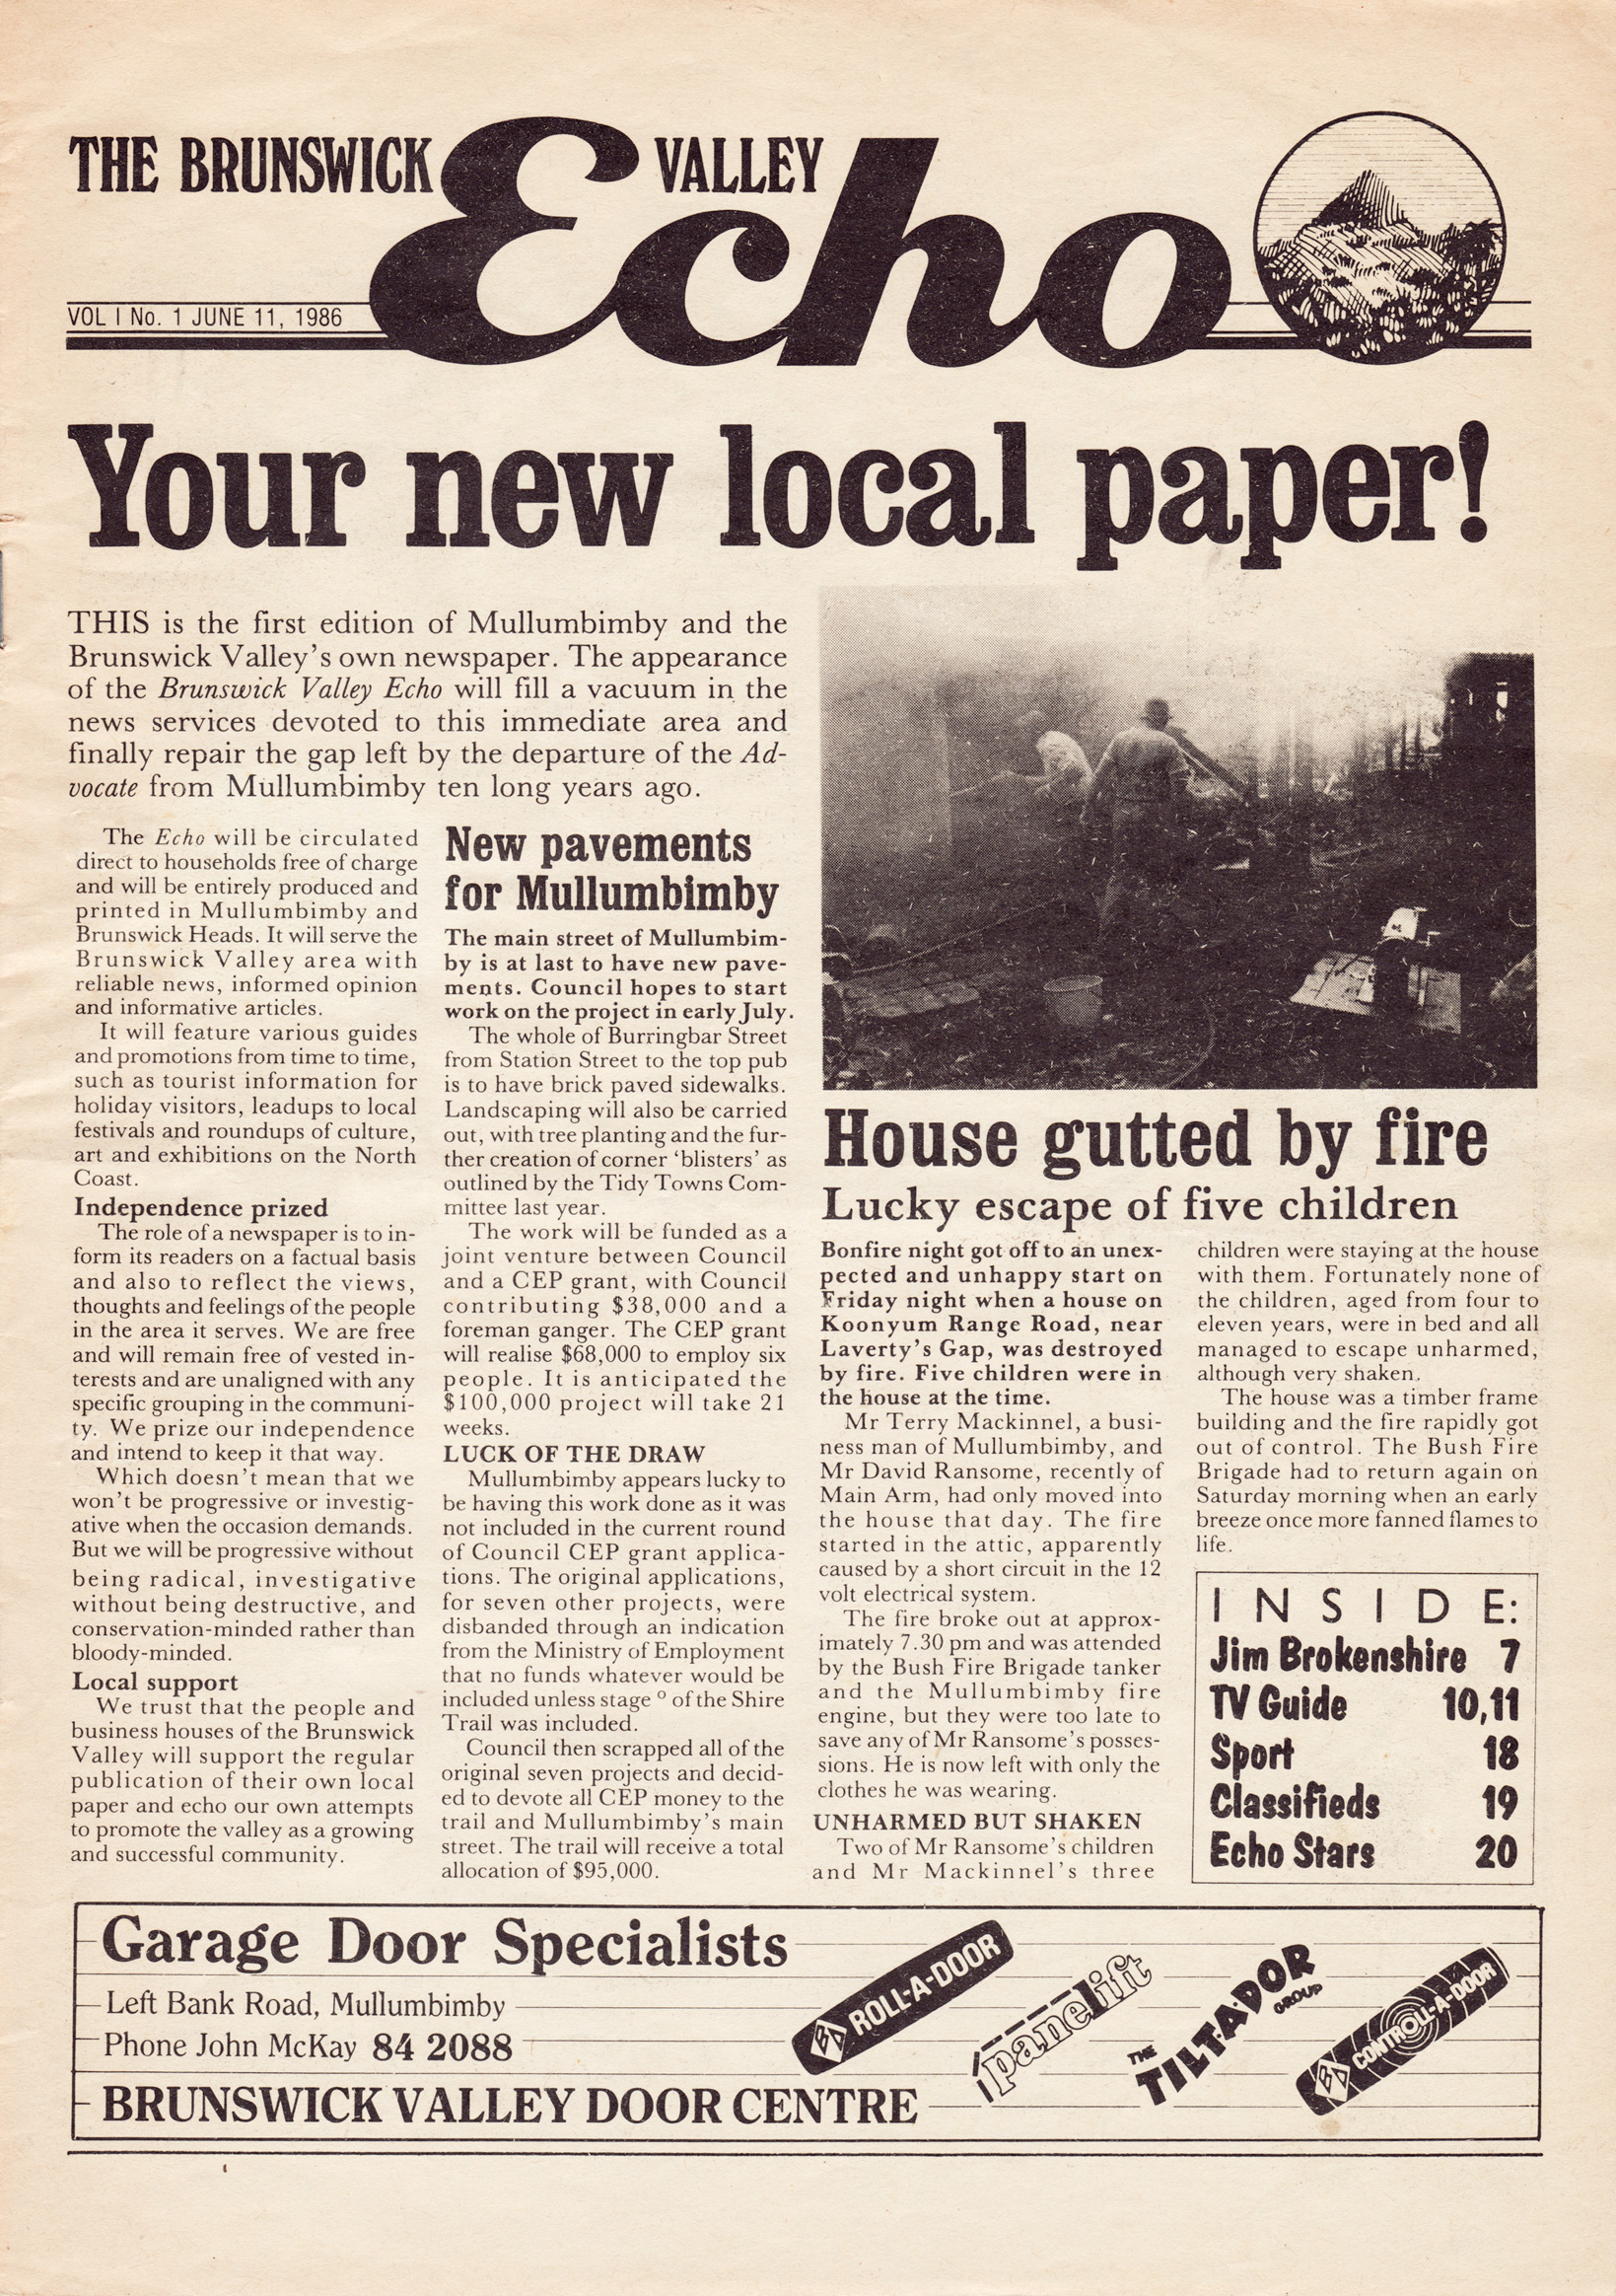 THE BRUNSWICK VALLEY
Echo
VOL I No. 1 JUNE 11, 1986
Your new local paper!
THIS is the first edition of Mullumbimby and the
Brunswick Valley's own newspaper. The appearance
of the Brunswick Valley Echo will fill a vacuum in the
news services devoted to this immediate area and
finally repair the gap left by the departure of the Ad-
vocate from Mullumbimby ten long years ago.
The Echo will be circulated
direct to households free of charge
and will be entirely produced and
printed in Mullumbimby and
Brunswick Heads. It will serve the
Brunswick Valley area with
reliable news, informed opinion
and informative articles.
It will feature various guides
and promotions from time to time,
such as tourist information for
holiday visitors, leadups to local
festivals and roundups of culture,
art and exhibitions on the North
Coast.
Independence prized
The role of a newspaper is to in-
form its readers on a factual basis
and also to reflect the views,
thoughts and feelings of the people
in the area it serves. We are free
and will remain free of vested in-
terests and are unaligned with any
specific grouping in the communi-
ty. We prize our independence
and intend to keep it that way.
Which doesn't mean that we
won't be progressive or investig-
ative when the occasion demands.
But we will be progressive without
being radical, investigative
without being destructive, and
conservation-minded rather than
bloody-minded.
Local support
We trust that the people and
business houses of the Brunswick
Valley will support the regular
publication of their own local
paper and echo our own attempts
to promote the valley as a growing
and successful community.
New pavements
for Mullumbimby
The main street of Mullumbim-
by is at last to have new pave-
ments. Council hopes to start
work on the project in early July.
The whole of Burringbar Street
from Station Street to the top pub
is to have brick paved sidewalks.
Landscaping will also be carried
out, with tree planting and the fur-
ther creation of corner 'blisters' as
outlined by the Tidy Towns Com-
mittee last year.
The work will be funded as a
joint venture between Council
and a CEP grant, with Council
contributing $38,000 and a
foreman ganger. The CEP grant
will realise $68,000 to employ six
people. It is anticipated the
$100,000 project will take 21
weeks.
LUCK OF THE DRAW
Mullumbimby appears lucky to
be having this work done as it was
not included in the current round
of Council CEP grant applica-
tions. The original applications,
for seven other projects, were
disbanded through an indication
from the Ministry of Employment
that no funds whatever would be
included unless stage º of the Shire
Trail was included.
Council then scrapped all of the
original seven projects and decid-
ed to devote all CEP money to the
trail and Mullumbimby's main
street. The trail will receive a total
allocation of $95,000.
House gutted by fire
Lucky escape of five children
Bonfire night got off to an unex-
pected and unhappy start on
Friday night when a house on
Koonyum Range Road, near
Laverty's Gap, was destroyed
by fire. Five children were in
the house at the time.
Mr Terry Mackinnel, a busi-
ness man of Mullumbimby, and
Mr David Ransome, recently of
Main Arm, had only moved into
the house that day. The fire
started in the attic, apparently
caused by a short circuit in the 12
volt electrical system.
The fire broke out at approx-
imately 7.30 pm and was attended
by the Bush Fire Brigade tanker
and the Mullumbimby fire
engine, but they were too late to
save any of Mr Ransome's posses-
sions. He is now left with only the
clothes he was wearing.
UNHARMED BUT SHAKEN
Two of Mr Ransome's children
and Mr Mackinnel's three
children were staying at the house
with them. Fortunately none of
the children, aged from four to
eleven years, were in bed and all
managed to escape unharmed,
although very shaken.
The house was a timber frame
building and the fire rapidly got
out of control. The Bush Fire
Brigade had to return again on
Saturday morning when an early
breeze once more fanned flames to
life.
INSIDE:
Jim Brokenshire 7
TV Guide 10,11
Sport 18
Classifieds 19
Echo Stars 20
Garage Door Specialists
Left Bank Road, Mullumbimby
Phone John McKay 84 2088
BRUNSWICK VALLEY DOOR CENTRE
B&D ROLL-A-DOOR
panelift
THE TILT-A-DOR GROUP
B&D CONTROLL-A-DOOR